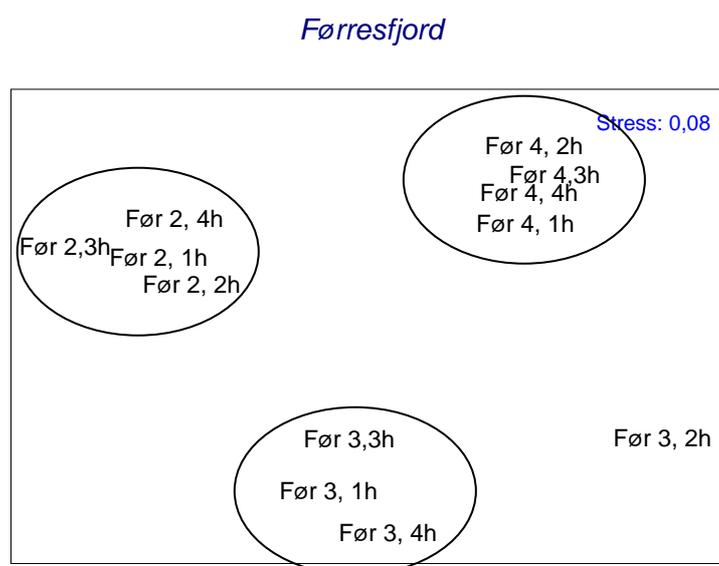 Førresfjord
Stress: 0,08
Før 4, 2h
Før 4,3h
Før 4, 4h
Før 4, 1h
Før 2, 4h
Før 2,3h
Før 2, 1h
Før 2, 2h
Før 3,3h
Før 3, 2h
Før 3, 1h
Før 3, 4h